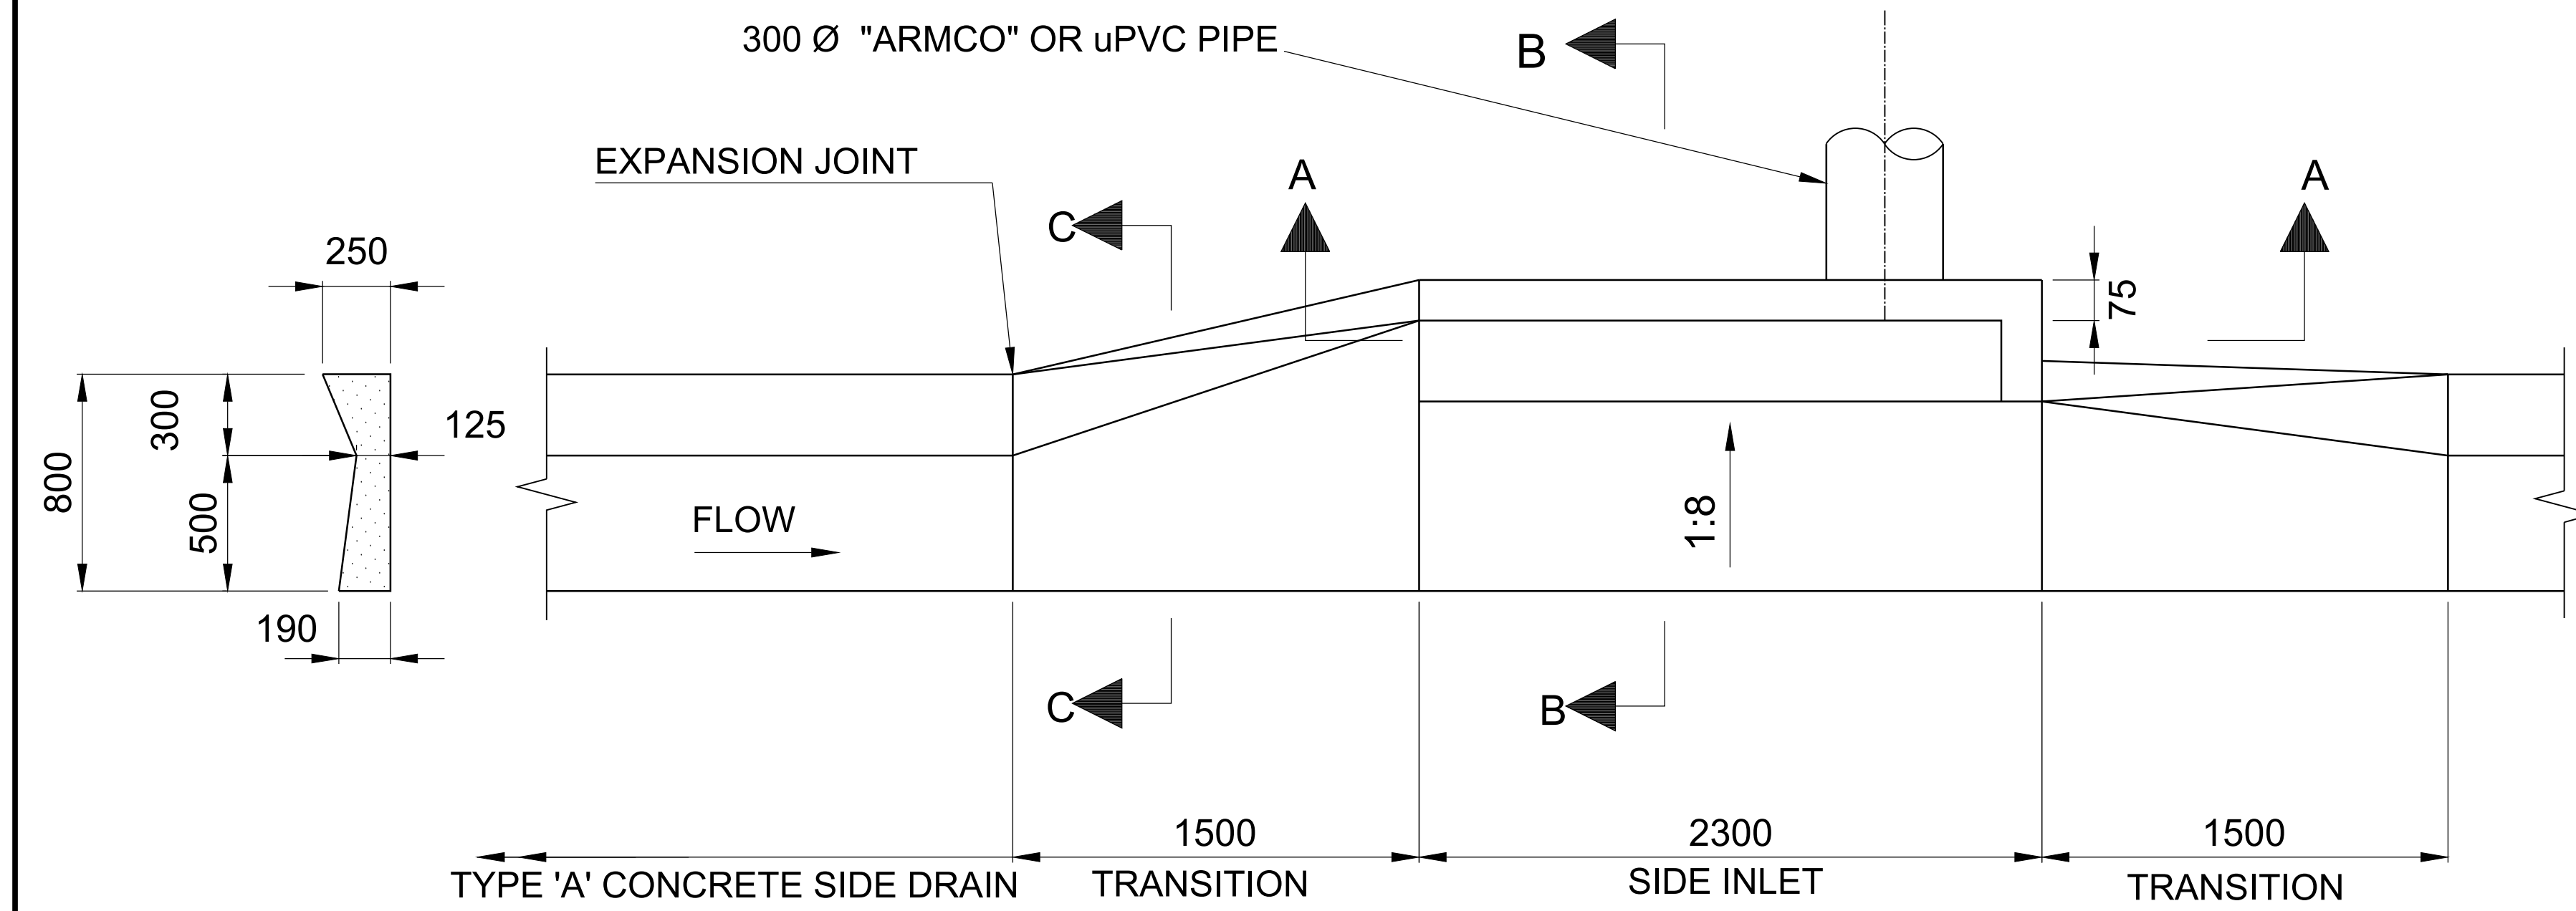 300 Ø "ARMCO" OR uPVC PIPE
B
EXPANSION JOINT
A
A
C
250
75
300
125
800
500
FLOW
1:8
190
C
B
1500
2300
1500
TYPE 'A' CONCRETE SIDE DRAIN
TRANSITION
SIDE INLET
TRANSITION